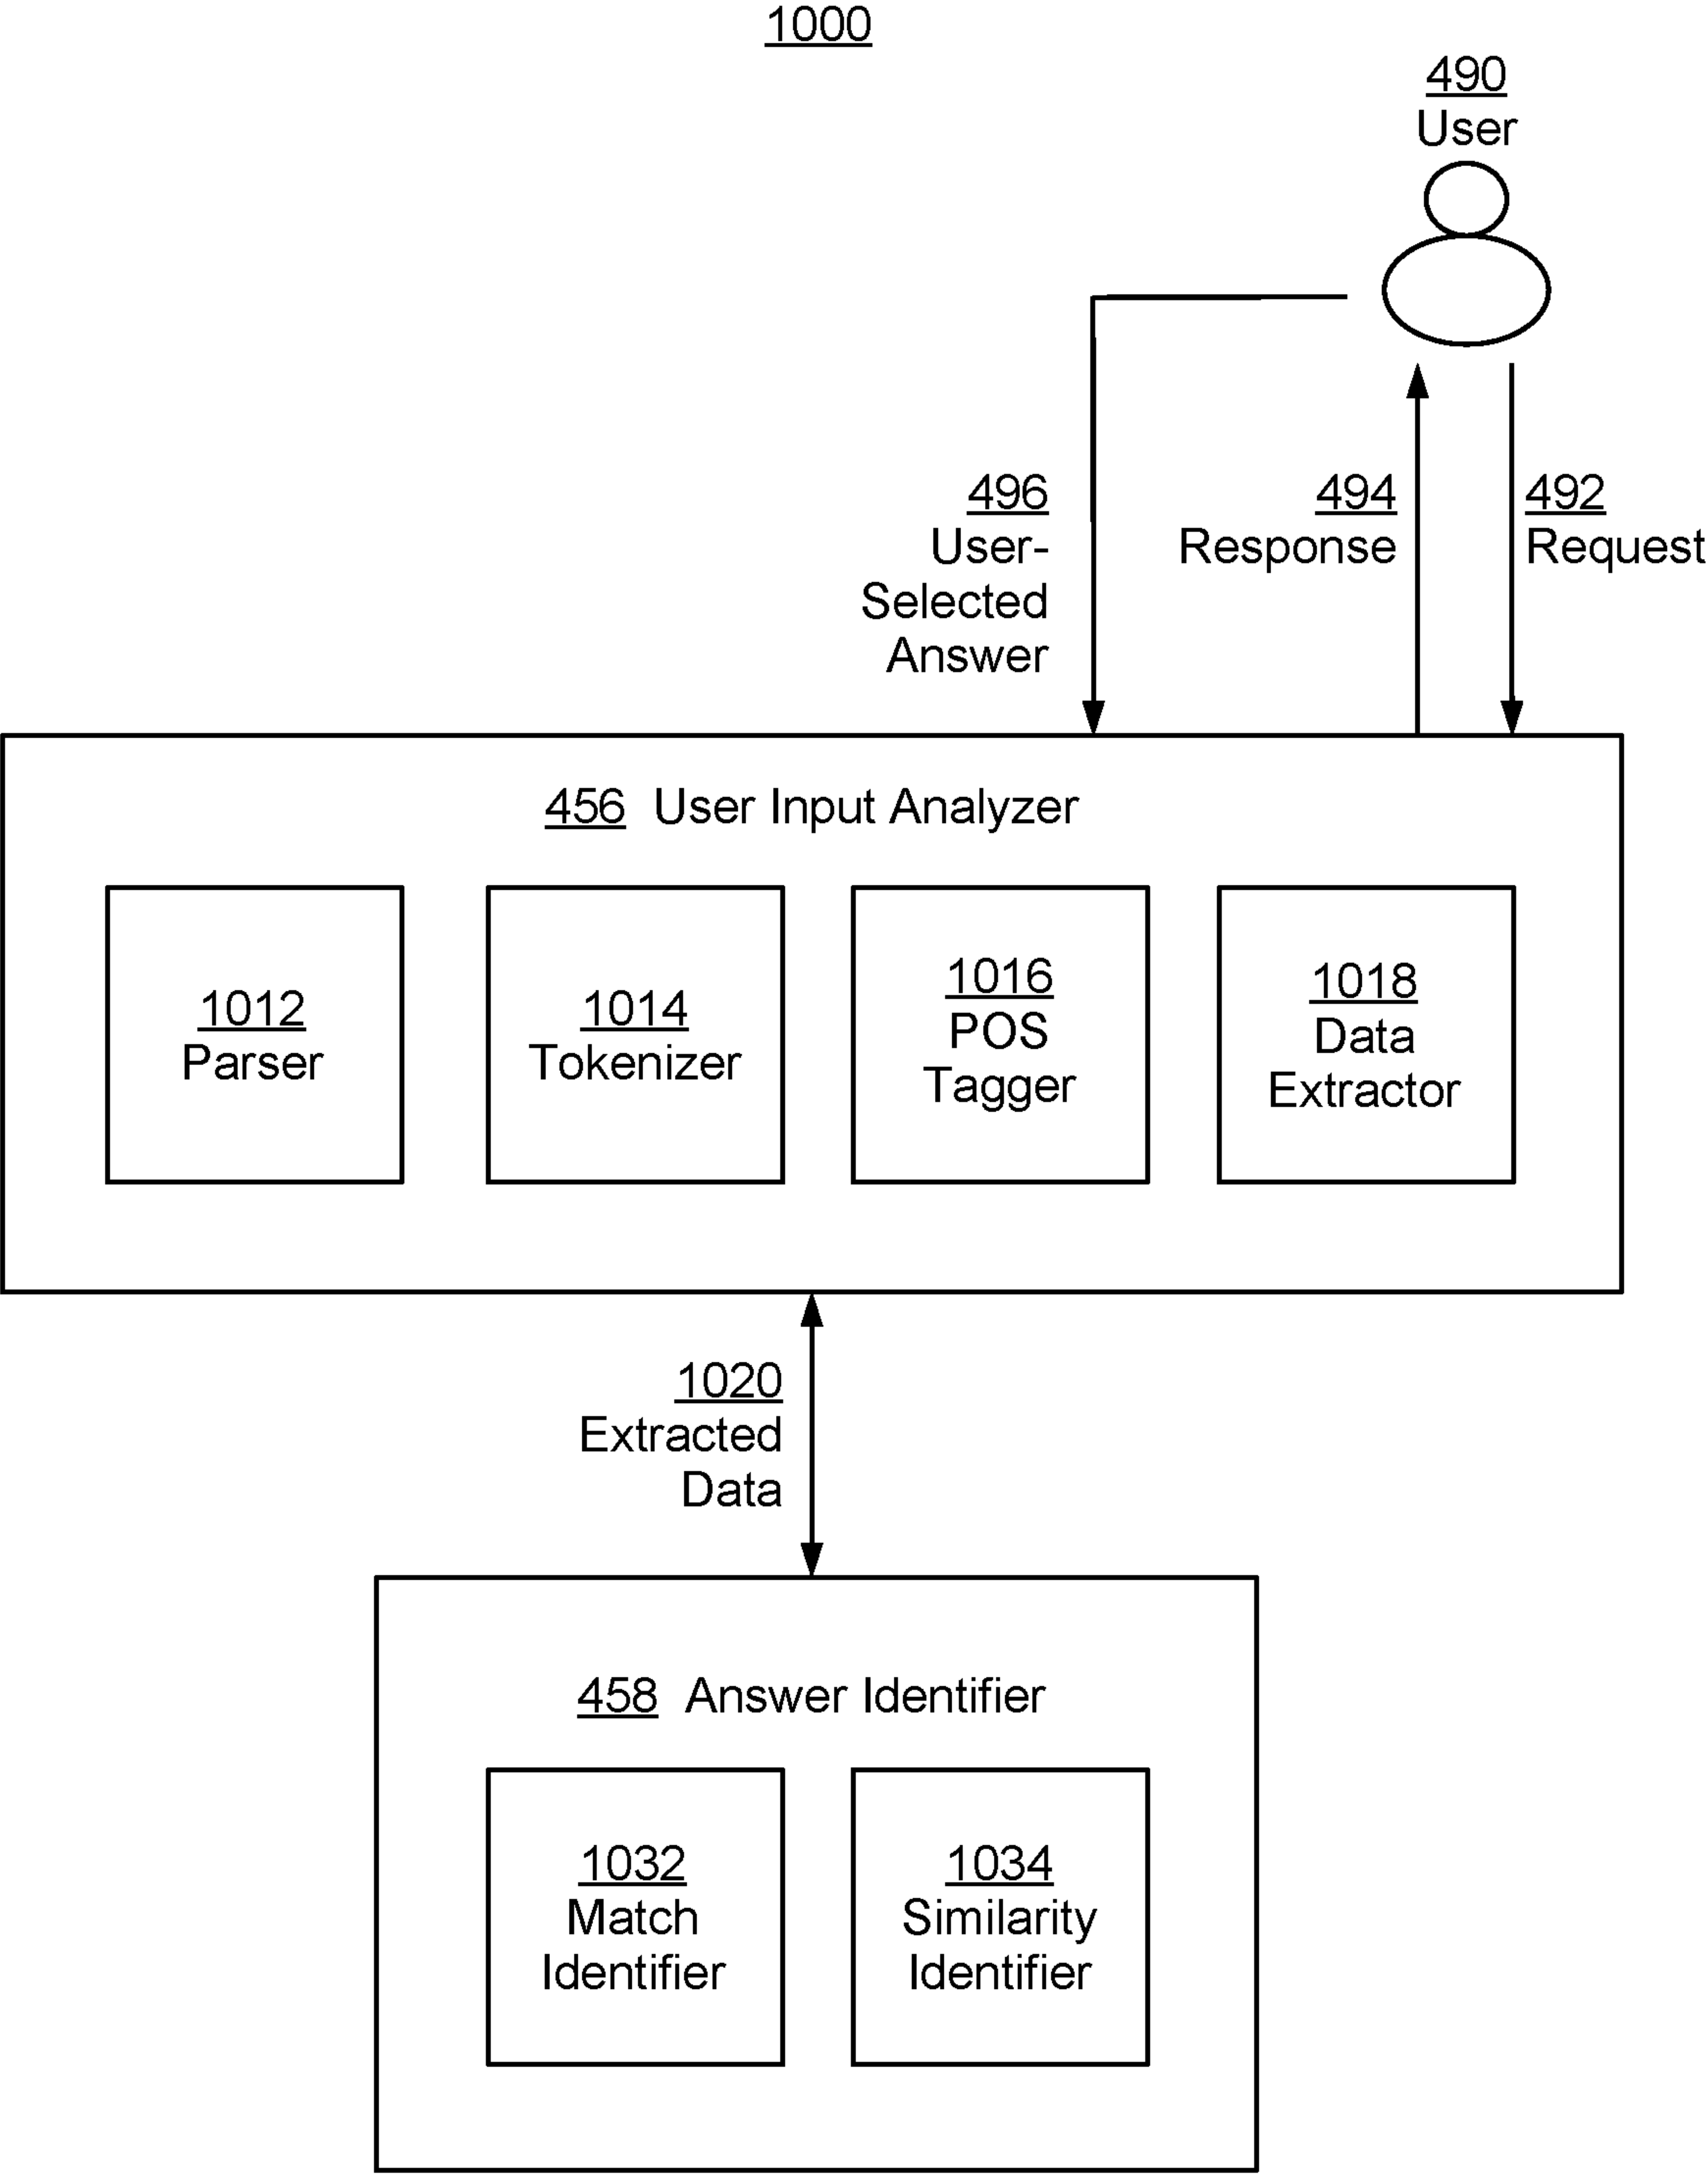 1000
490
User
496
User-
Selected
Answer
494
Response
492
Request
456 User Input Analyzer
1012
Parser
1014
Tokenizer
1016
POS
Tagger
1018
Data
Extractor
1020
Extracted
Data
458 Answer Identifier
1032
Match
Identifier
1034
Similarity
Identifier